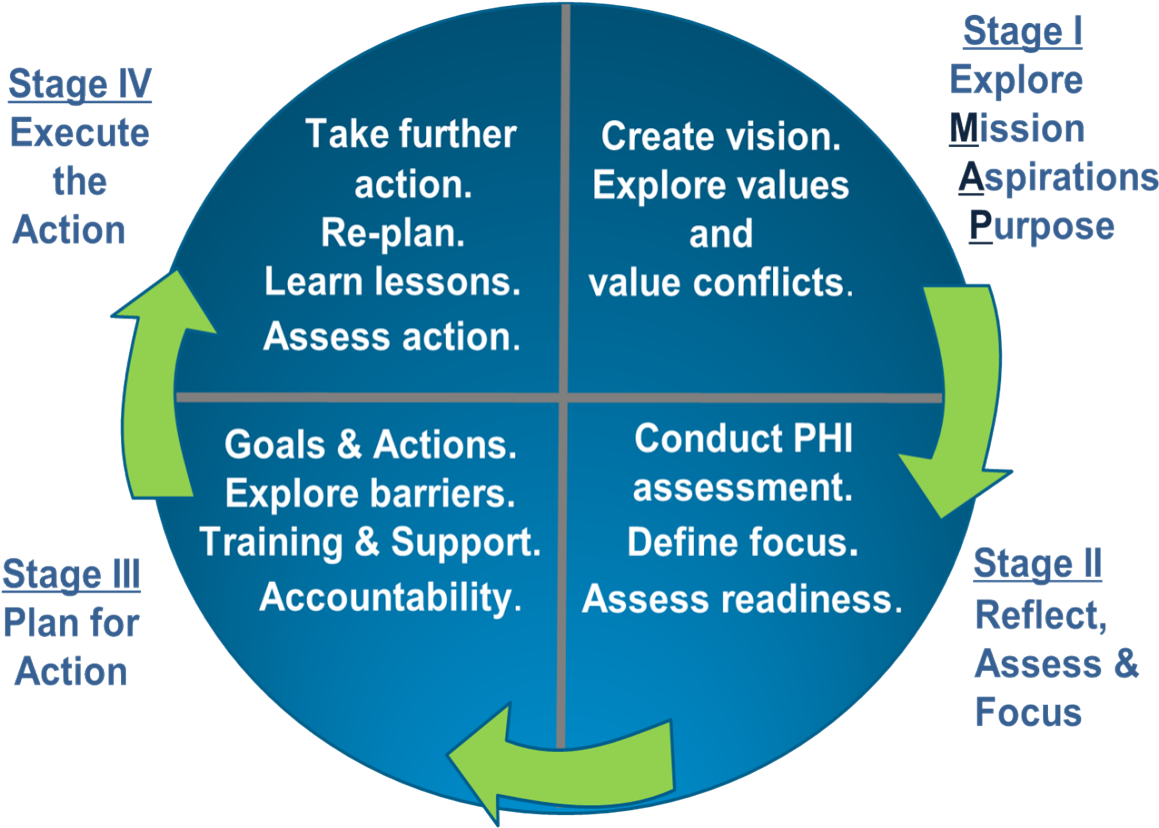 Stage I
Explore
Mission
Aspirations
Purpose
Create vision.
Explore values
and
value conflicts.
Stage II
Reflect,
Assess &
Focus
Conduct PHI
assessment.
Define focus.
Assess readiness.
Stage III
Plan for
Action
Goals & Actions.
Explore barriers.
Training & Support.
Accountability.
Stage IV
Execute
the
Action
Take further
action.
Re-plan.
Learn lessons.
Assess action.